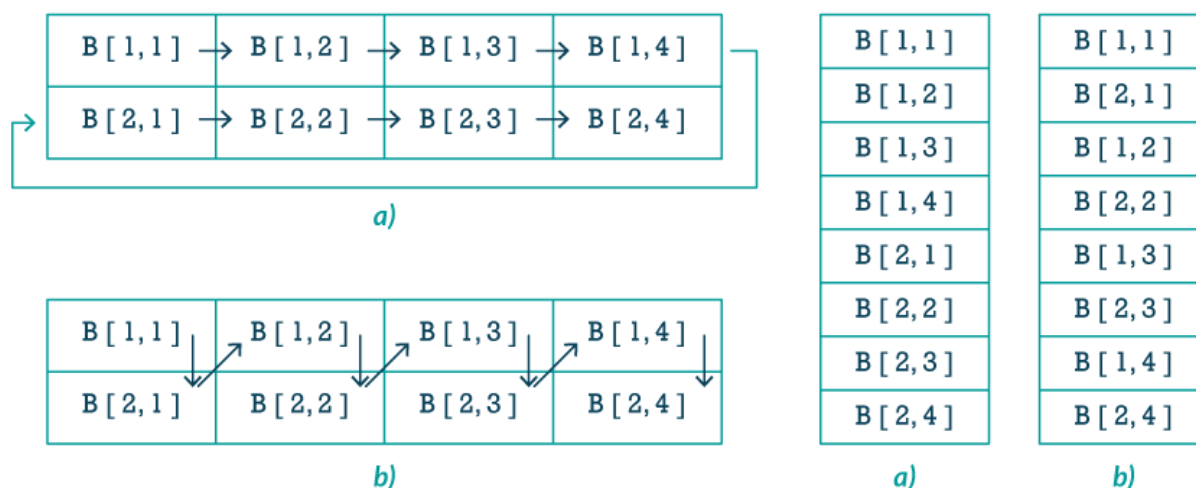 B[1,1] → B[1,2] → B[1,3] → B[1,4]
B[2,1] → B[2,2] → B[2,3] → B[2,4]
a)
B[1,1] B[1,2] B[1,3] B[1,4]
B[2,1] B[2,2] B[2,3] B[2,4]
b)
B[1,1]
B[1,2]
B[1,3]
B[1,4]
B[2,1]
B[2,2]
B[2,3]
B[2,4]
a)
B[1,1]
B[2,1]
B[1,2]
B[2,2]
B[1,3]
B[2,3]
B[1,4]
B[2,4]
b)